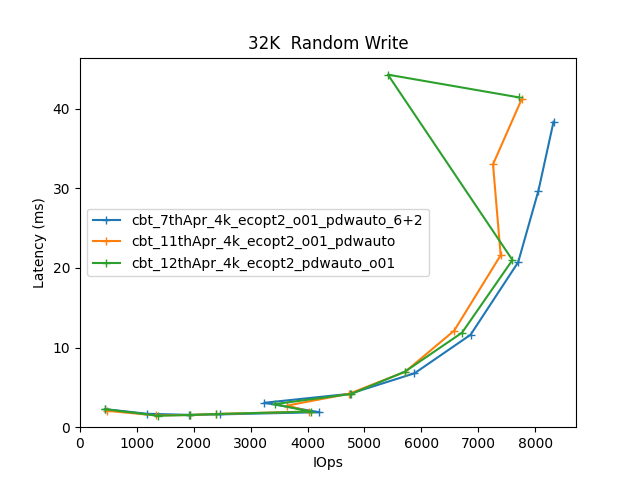 32K  Random Write
Latency (ms)
40
30
20
10
0
cbt_7thApr_4k_ecopt2_o01_pdwauto_6+2
cbt_11thApr_4k_ecopt2_o01_pdwauto
cbt_12thApr_4k_ecopt2_pdwauto_o01
0 1000 2000 3000 4000 5000 6000 7000 8000
IOps